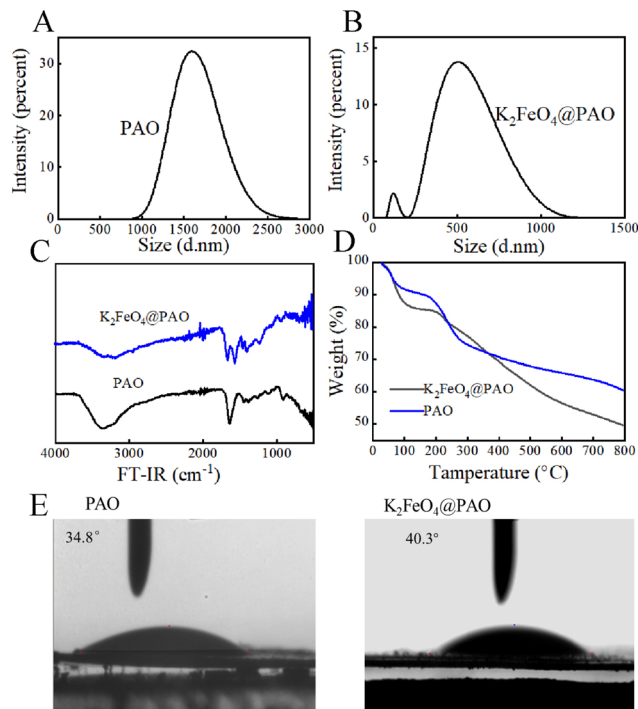 A
Intensity (percent)
30
20
10
0
PAO
0 500 1000 1500 2000 2500 3000
Size (d.nm)
B
Intensity (percent)
15
10
5
0
K₂FeO₄@PAO
0 500 1000 1500
Size (d.nm)
C
K₂FeO₄@PAO
PAO
4000 3000 2000 1000
FT-IR (cm⁻¹)
D
Weight (%)
100
90
80
70
60
50
K₂FeO₄@PAO
PAO
0 100 200 300 400 500 600 700 800
Tamperature (°C)
E
PAO
34.8°
K₂FeO₄@PAO
40.3°